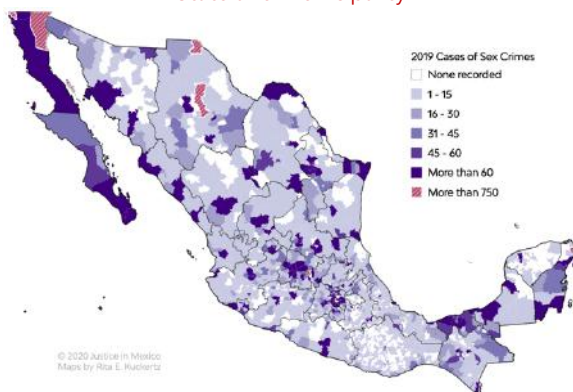 2019 Cases of Sex Crimes
None recorded
1 - 15
16 - 30
31 - 45
45 - 60
More than 60
More than 750
© 2020 Justice in Mexico
Maps by Rita E. Kuckertz